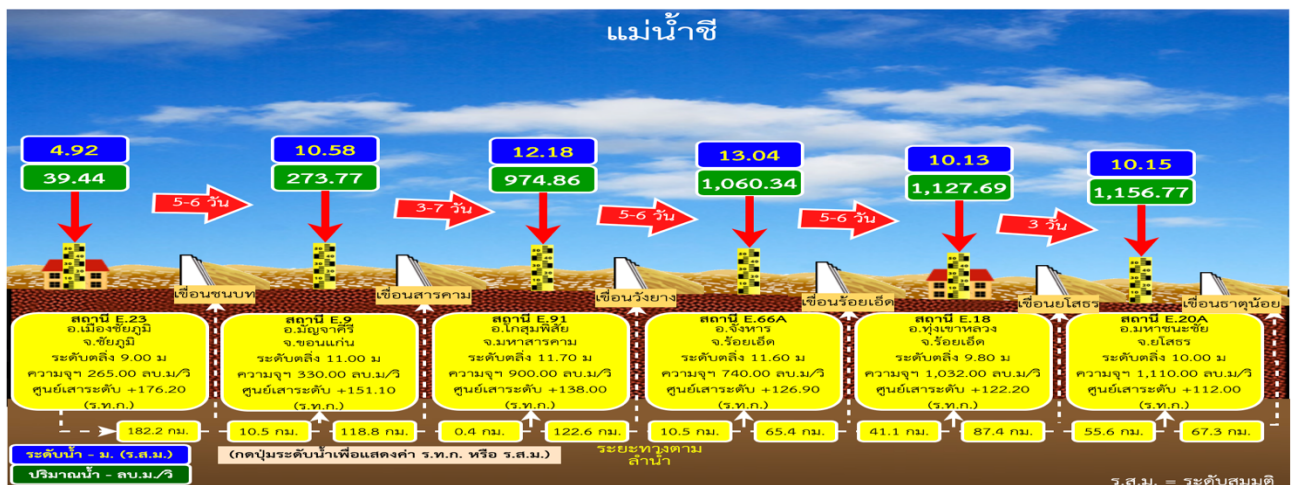 แม่น้ำชี
4.92
39.44
10.58
273.77
12.18
974.86
13.04
1,060.34
10.13
1,127.69
10.15
1,156.77
5-6 วัน
3-7 วัน
5-6 วัน
5-6 วัน
3 วัน
เขื่อนชนบท
เขื่อนสารคาม
เขื่อนวังยาง
เขื่อนร้อยเอ็ด
เขื่อนยโสธร
เขื่อนธาตุน้อย
สถานี E.23
อ.เมืองชัยภูมิ
จ.ชัยภูมิ
ระดับตลิ่ง 9.00 ม
ความจุฯ 265.00 ลบ.ม/วิ
ศูนย์เสาระดับ +176.20
(ร.ท.ก.)
สถานี E.9
อ.มัญจาคีรี
จ.ขอนแก่น
ระดับตลิ่ง 11.00 ม
ความจุฯ 330.00 ลบ.ม/วิ
ศูนย์เสาระดับ +151.10
(ร.ท.ก.)
สถานี E.91
อ.โกสุมพิสัย
จ.มหาสารคาม
ระดับตลิ่ง 11.70 ม
ความจุฯ 900.00 ลบ.ม/วิ
ศูนย์เสาระดับ +138.00
(ร.ท.ก.)
สถานี E.66A
อ.จังหาร
จ.ร้อยเอ็ด
ระดับตลิ่ง 11.60 ม
ความจุฯ 740.00 ลบ.ม/วิ
ศูนย์เสาระดับ +126.90
(ร.ท.ก.)
สถานี E.18
อ.ทุ่งเขาหลวง
จ.ร้อยเอ็ด
ระดับตลิ่ง 9.80 ม
ความจุฯ 1,032.00 ลบ.ม/วิ
ศูนย์เสาระดับ +122.20
(ร.ท.ก.)
สถานี E.20A
อ.มหาชนะชัย
จ.ยโสธร
ระดับตลิ่ง 10.00 ม
ความจุฯ 1,110.00 ลบ.ม/วิ
ศูนย์เสาระดับ +112.00
(ร.ท.ก.)
182.2 กม.
10.5 กม.
118.8 กม.
0.4 กม.
122.6 กม.
10.5 กม.
65.4 กม.
41.1 กม.
87.4 กม.
55.6 กม.
67.3 กม.
ระดับน้ำ - ม. (ร.ส.ม.)
(กดปุ่มระดับน้ำเพื่อแสดงค่า ร.ท.ก. หรือ ร.ส.ม.)
ระยะทางตาม
ลำน้ำ
ปริมาณน้ำ - ลบ.ม./วิ
ร.ส.ม. = ระดับสมมติ